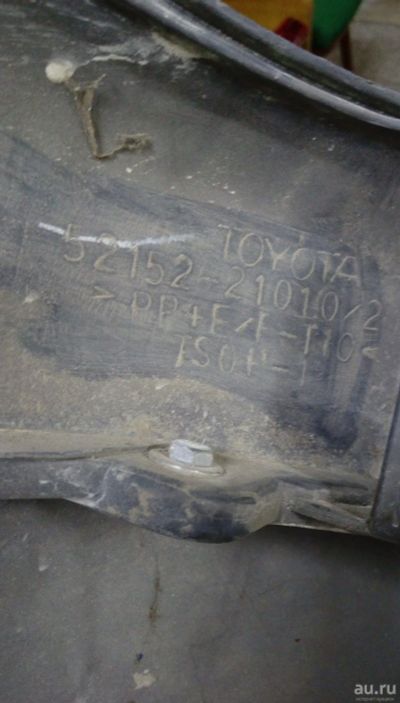 TOYOTA
52152-21010/2
>PP+E/P-T10<
TSOP-1
au.ru